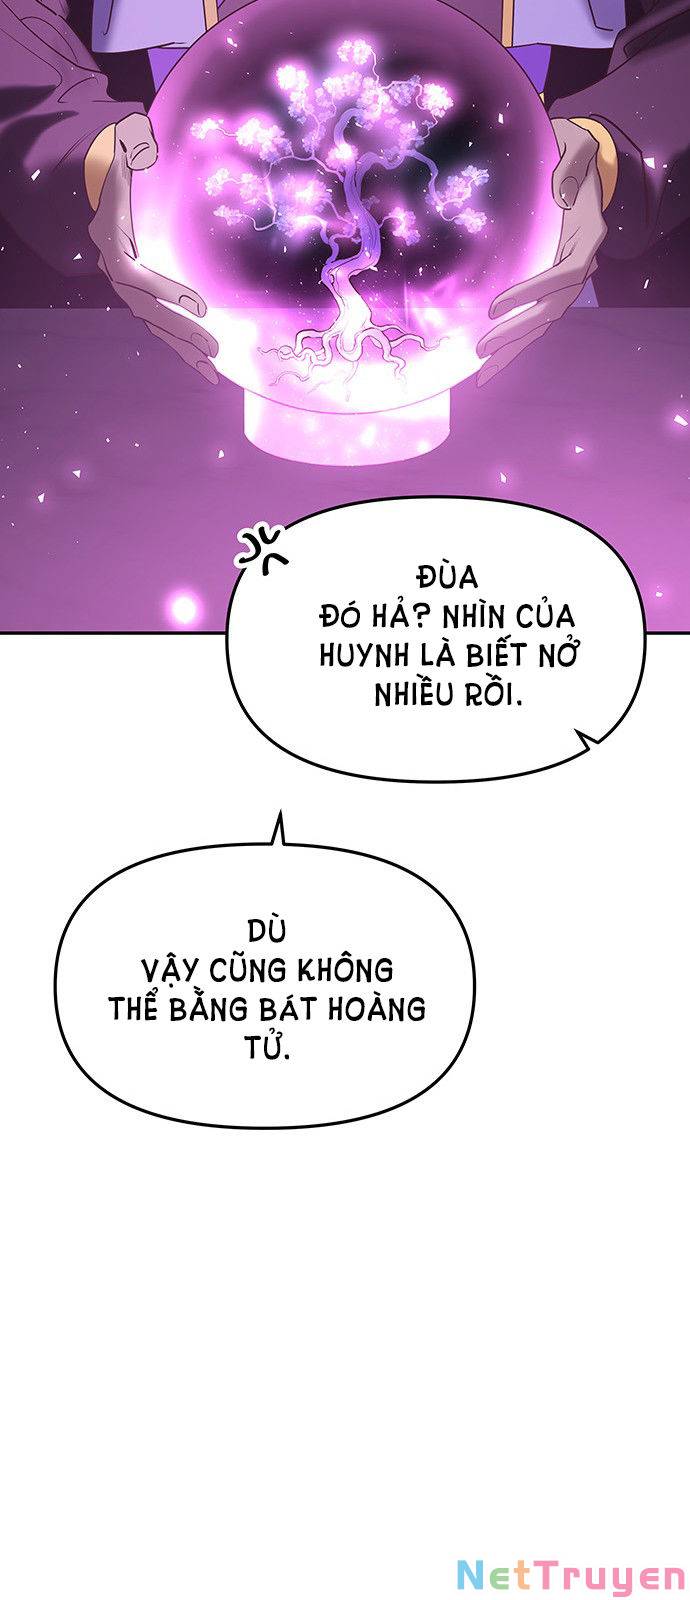 ĐÙA
ĐÓ HẢ? NHÌN CỦA
HUYNH LÀ BIẾT NỞ
NHIỀU RỒI.
DÙ
VẬY CŨNG KHÔNG
THỂ BẰNG BÁT HOÀNG
TỬ.
NetTruyen